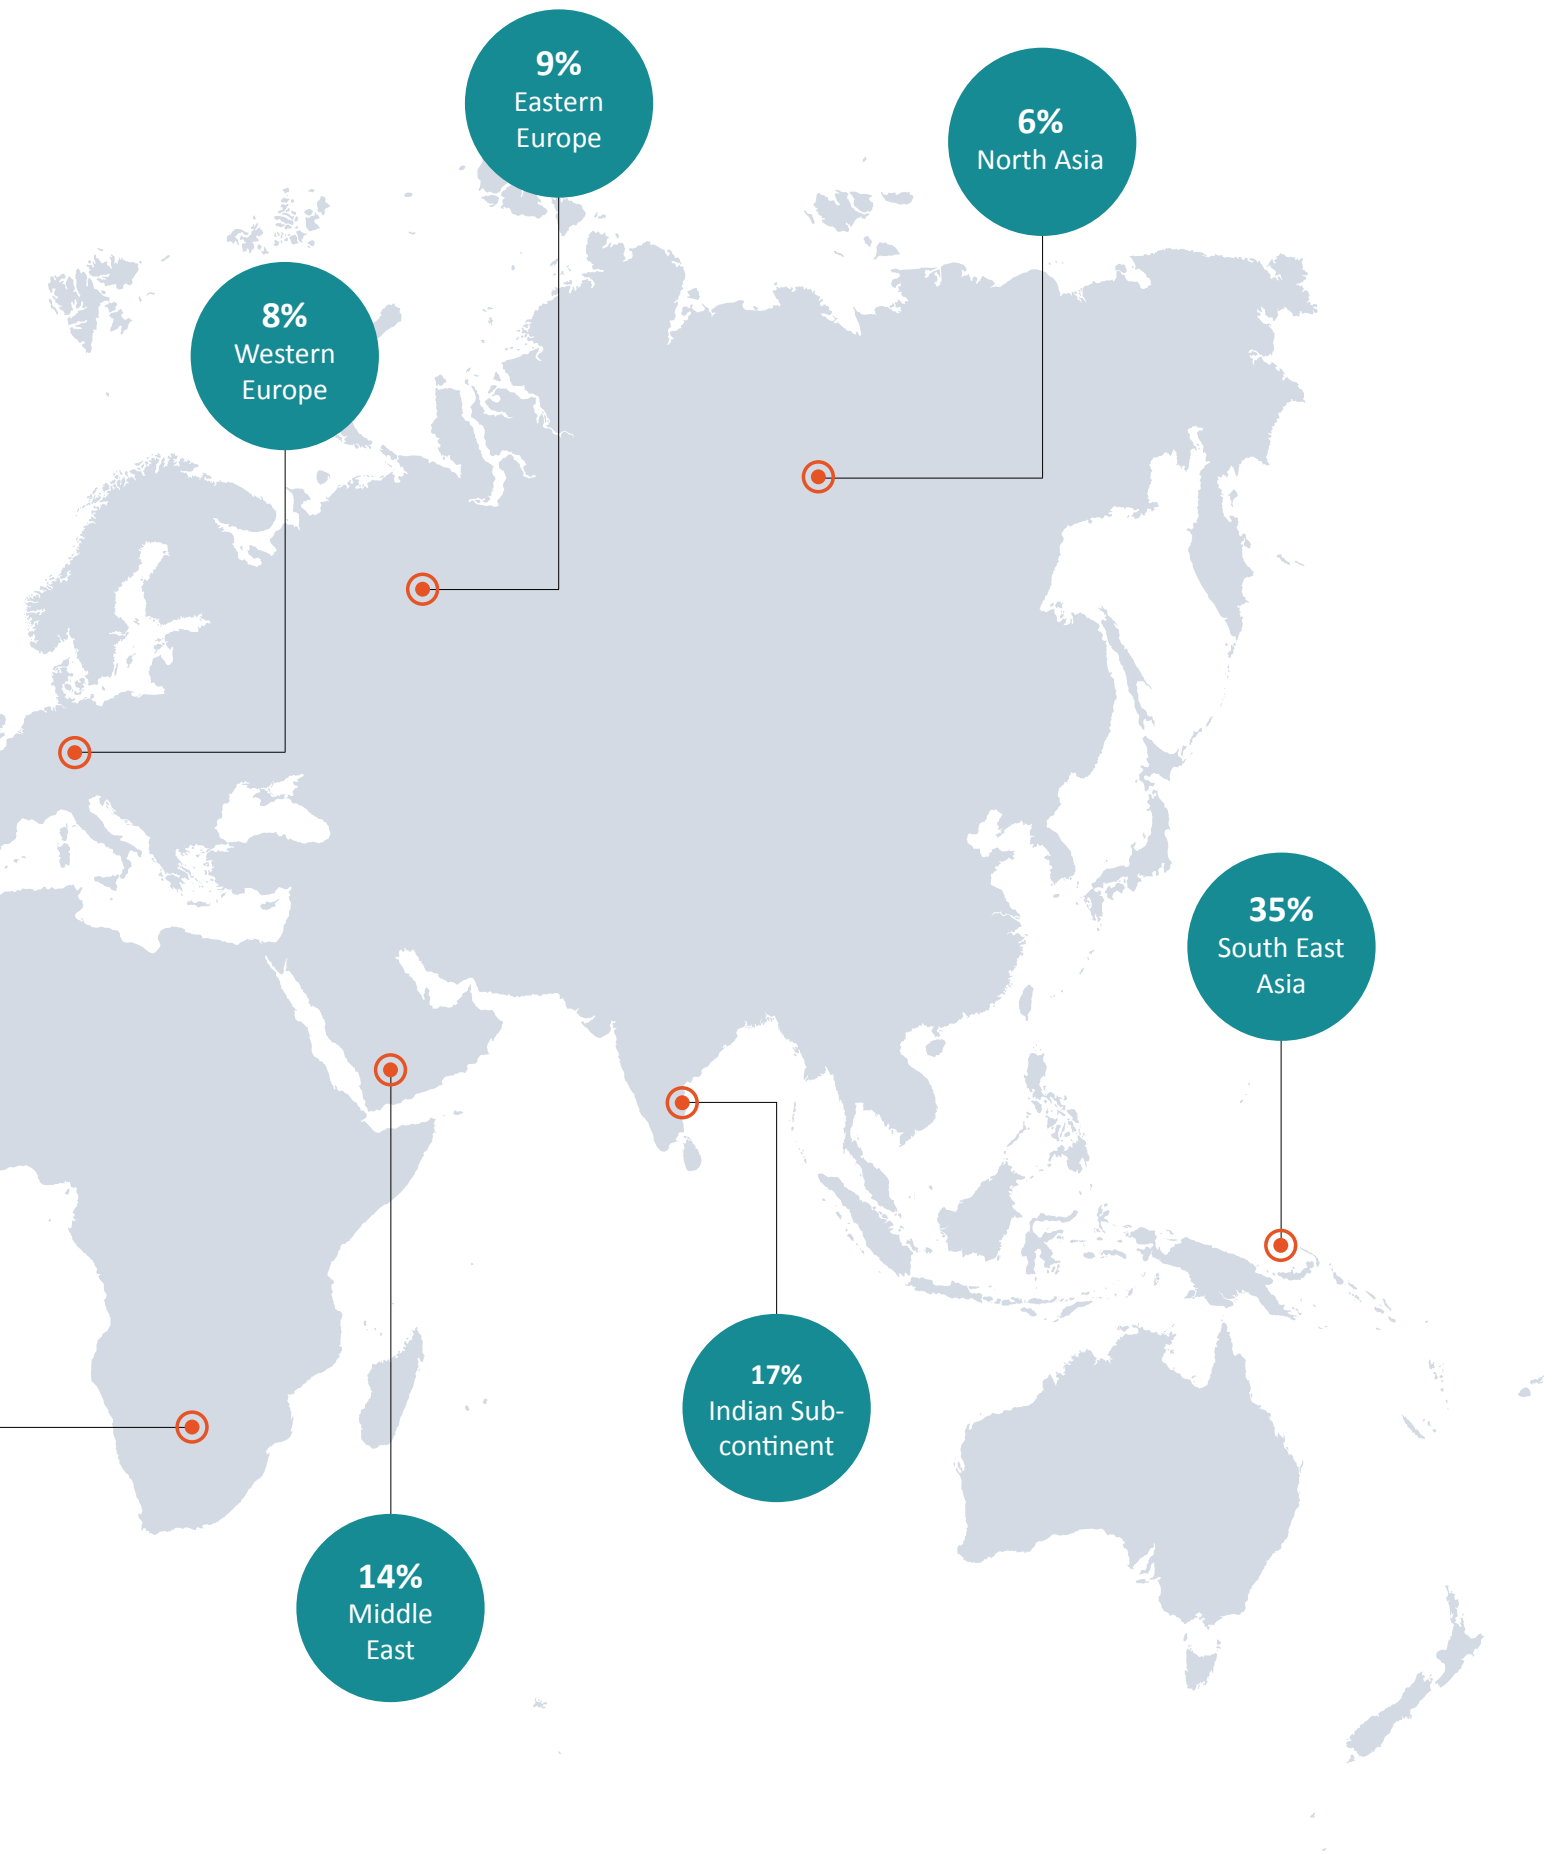 9%
Eastern
Europe
6%
North Asia
8%
Western
Europe
35%
South East
Asia
17%
Indian Sub-
continent
14%
Middle
East